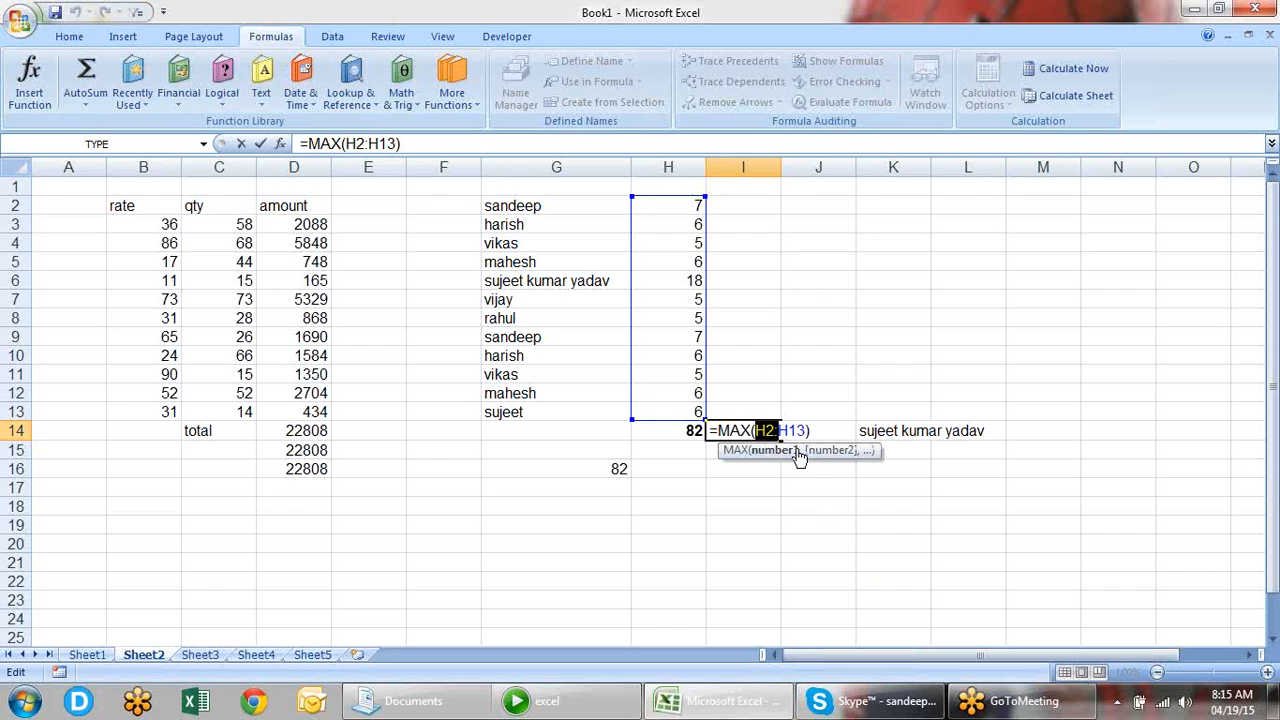 Book1 - Microsoft Excel
Home Insert Page Layout Formulas Data Review View Developer
Insert Function
AutoSum
Recently Used
Financial
Logical
Text
Date & Time
Lookup & Reference
Math & Trig
More Functions
Function Library
Name Manager
Define Name
Use in Formula
Create from Selection
Defined Names
Trace Precedents
Trace Dependents
Remove Arrows
Show Formulas
Error Checking
Evaluate Formula
Watch Window
Formula Auditing
Calculation Options
Calculate Now
Calculate Sheet
Calculation
TYPE =MAX(H2:H13)
A B C D E F G H I J K L M N O
1
2 rate qty amount sandeep 7
3 36 58 2088 harish 6
4 86 68 5848 vikas 5
5 17 44 748 mahesh 6
6 11 15 165 sujeet kumar yadav 18
7 73 73 5329 vijay 5
8 31 28 868 rahul 5
9 65 26 1690 sandeep 7
10 24 66 1584 harish 6
11 90 15 1350 vikas 5
12 52 52 2704 mahesh 6
13 31 14 434 sujeet 6
14 total 22808 82 =MAX(H2:H13) sujeet kumar yadav
15 22808 MAX(number1, [number2], ...)
16 22808 82
17
18
19
20
21
22
23
24
25
Sheet1 Sheet2 Sheet3 Sheet4 Sheet5
Edit 100%
Documents excel Microsoft Excel - ... Skype™ - sandeep... GoToMeeting 8:15 AM
04/19/15